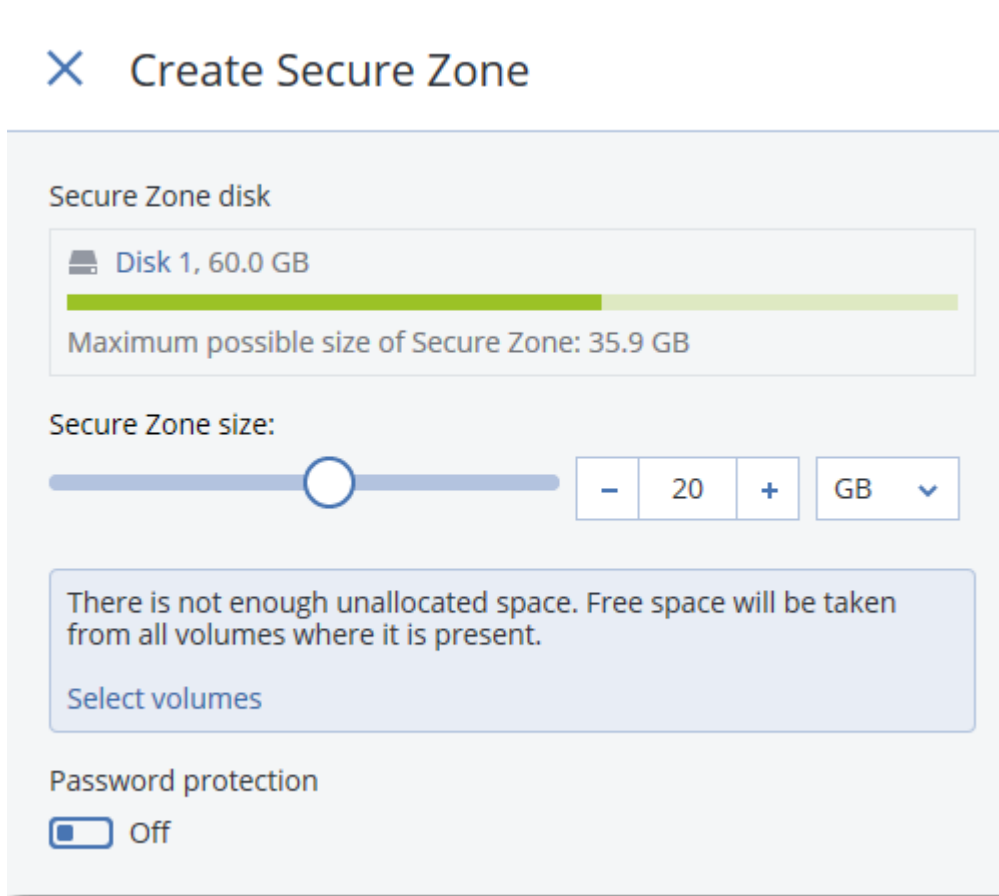 Create Secure Zone
Secure Zone disk
Disk 1, 60.0 GB
Maximum possible size of Secure Zone: 35.9 GB
Secure Zone size:
− 20 + GB
There is not enough unallocated space. Free space will be taken
from all volumes where it is present.
Select volumes
Password protection
Off